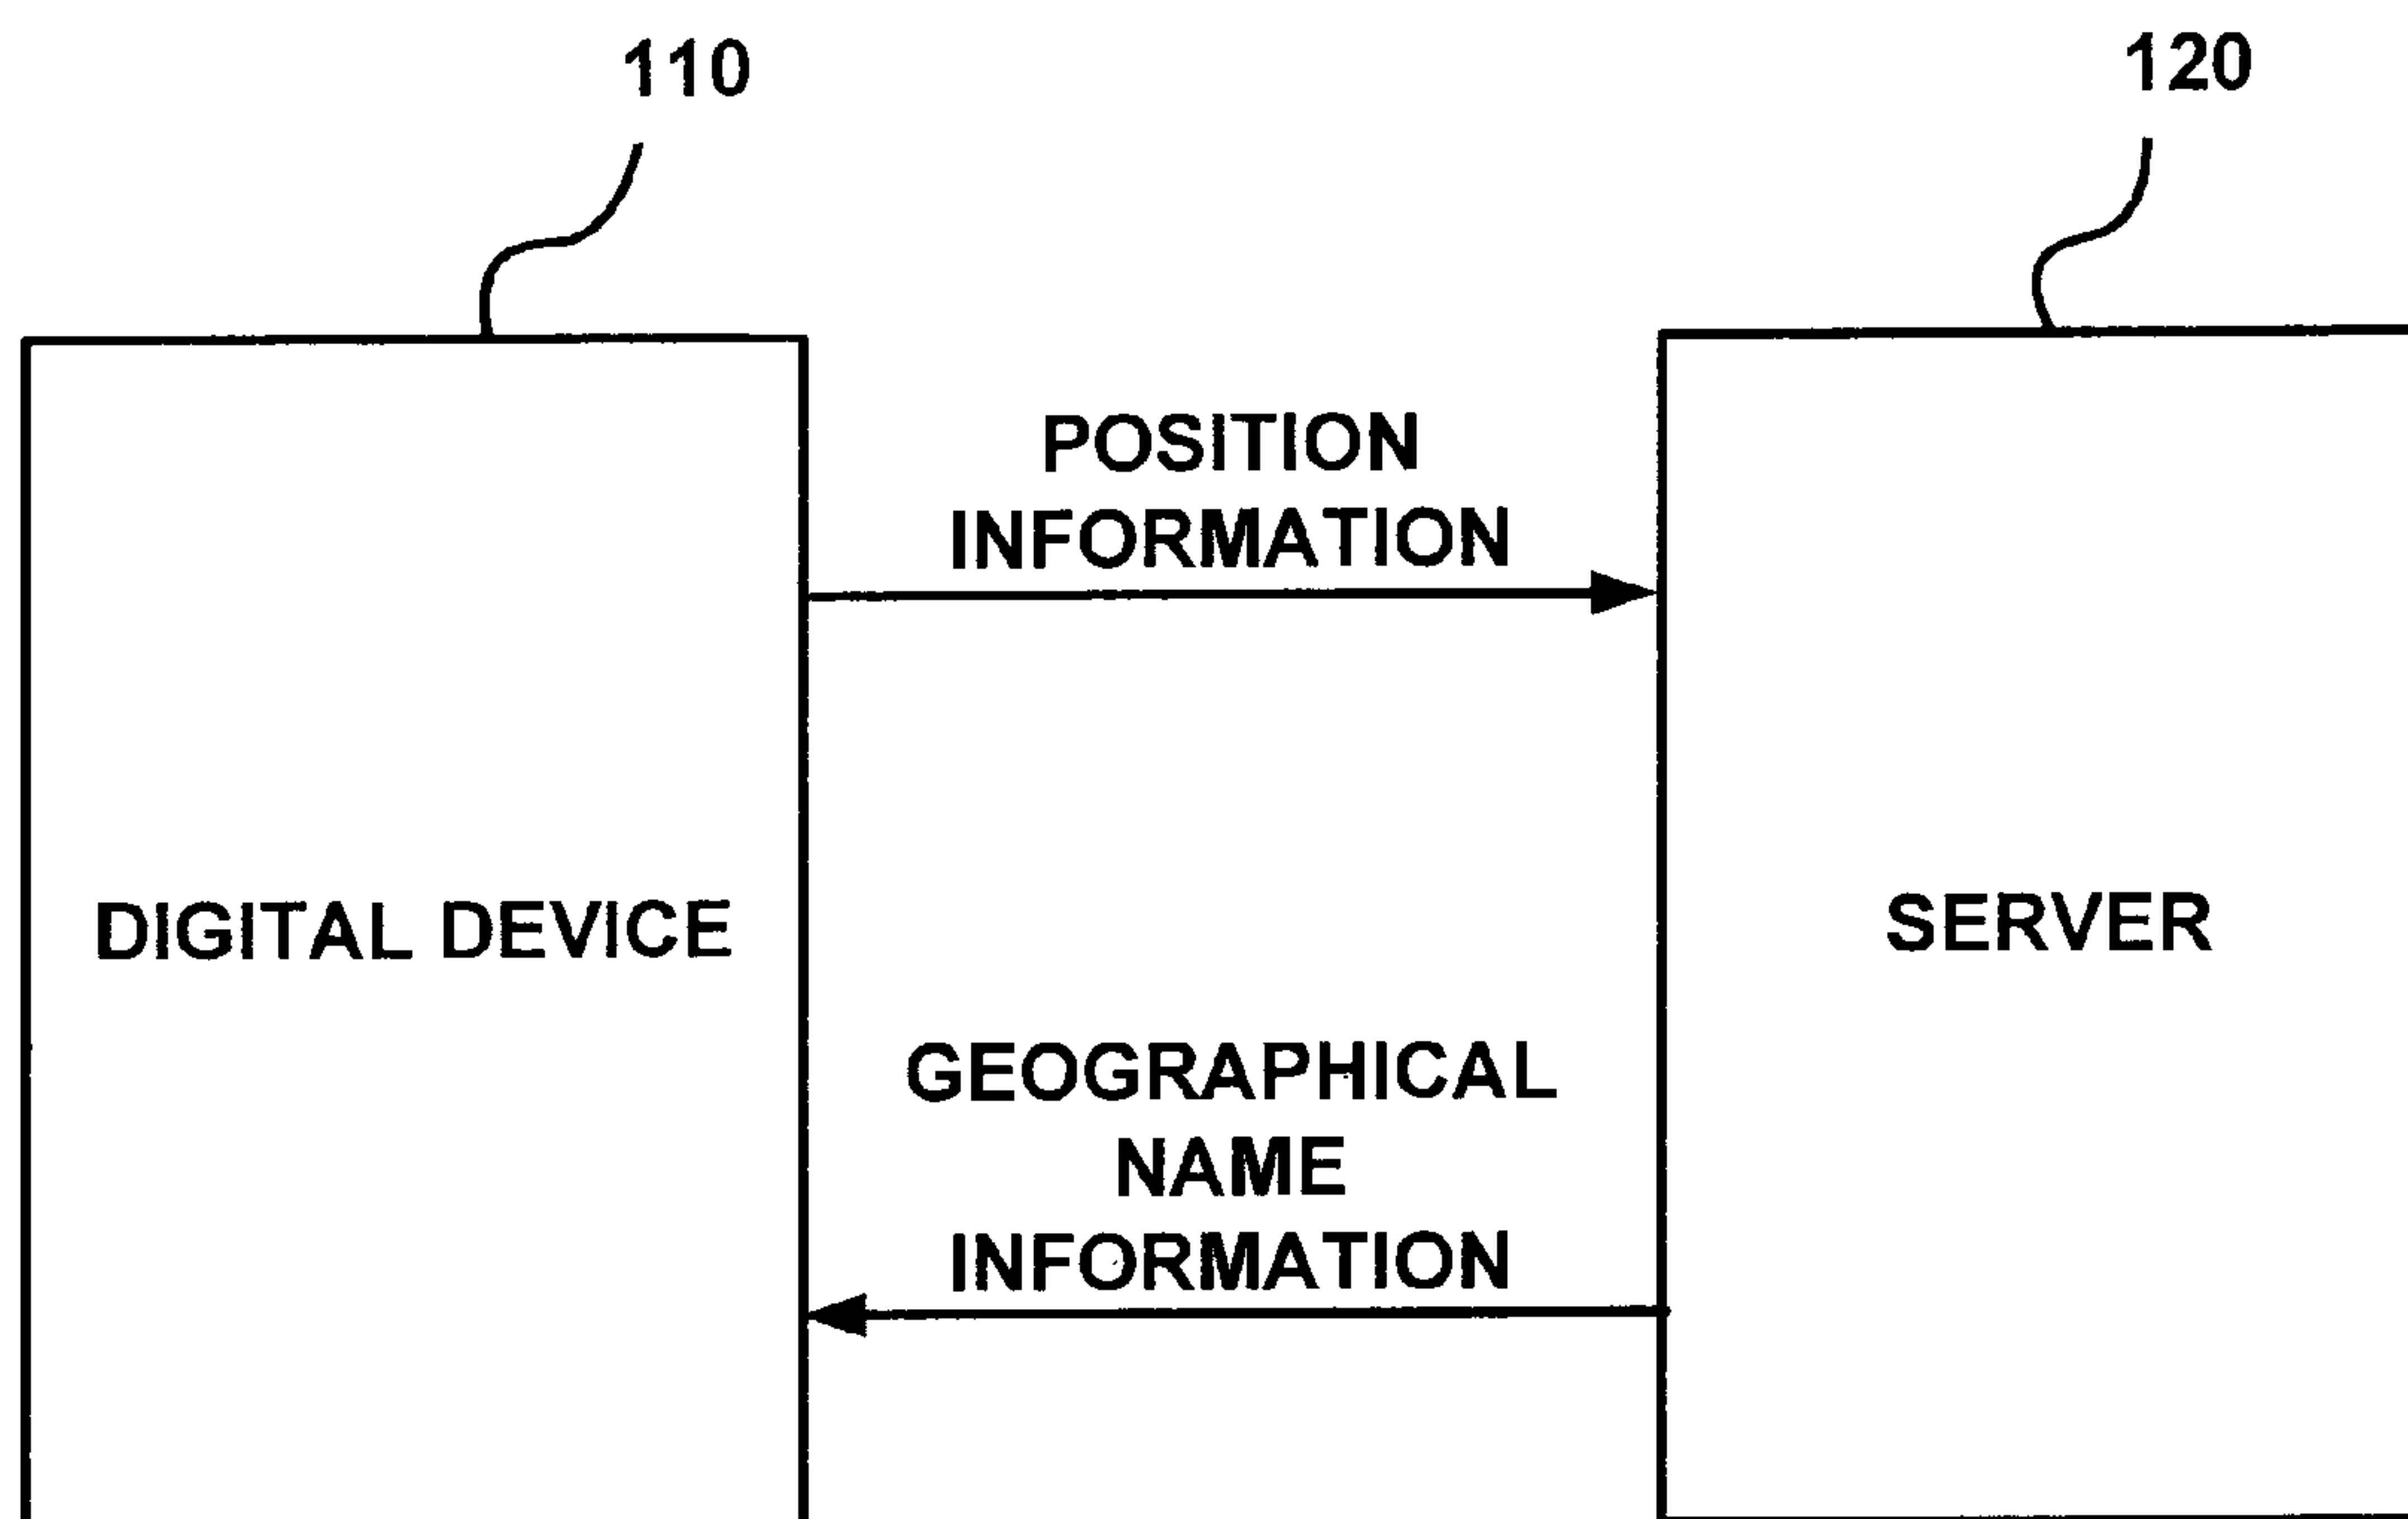 110
120
POSITION
INFORMATION
DIGITAL DEVICE
SERVER
GEOGRAPHICAL
NAME
INFORMATION